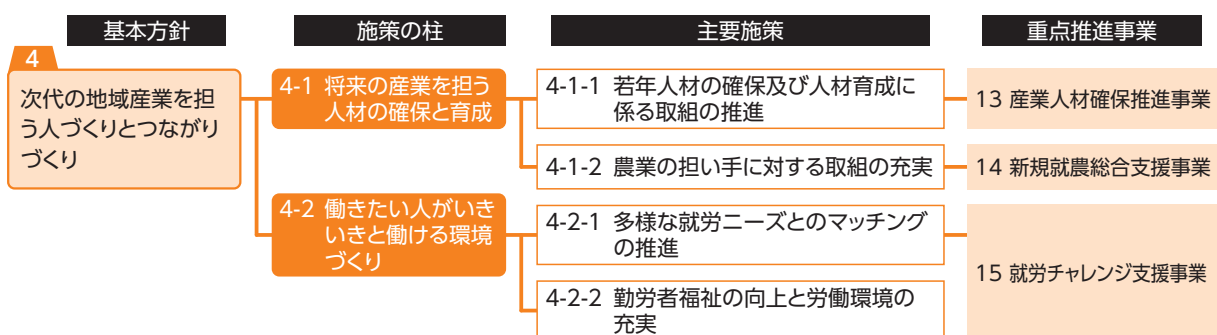 基本方針
施策の柱
主要施策
重点推進事業
4
次代の地域産業を担
う人づくりとつながり
づくり
4-1 将来の産業を担う
人材の確保と育成
4-1-1 若年人材の確保及び人材育成に
係る取組の推進
13 産業人材確保推進事業
4-1-2 農業の担い手に対する取組の充実
14 新規就農総合支援事業
4-2 働きたい人がいき
いきと働ける環境
づくり
4-2-1 多様な就労ニーズとのマッチング
の推進
15 就労チャレンジ支援事業
4-2-2 勤労者福祉の向上と労働環境の
充実